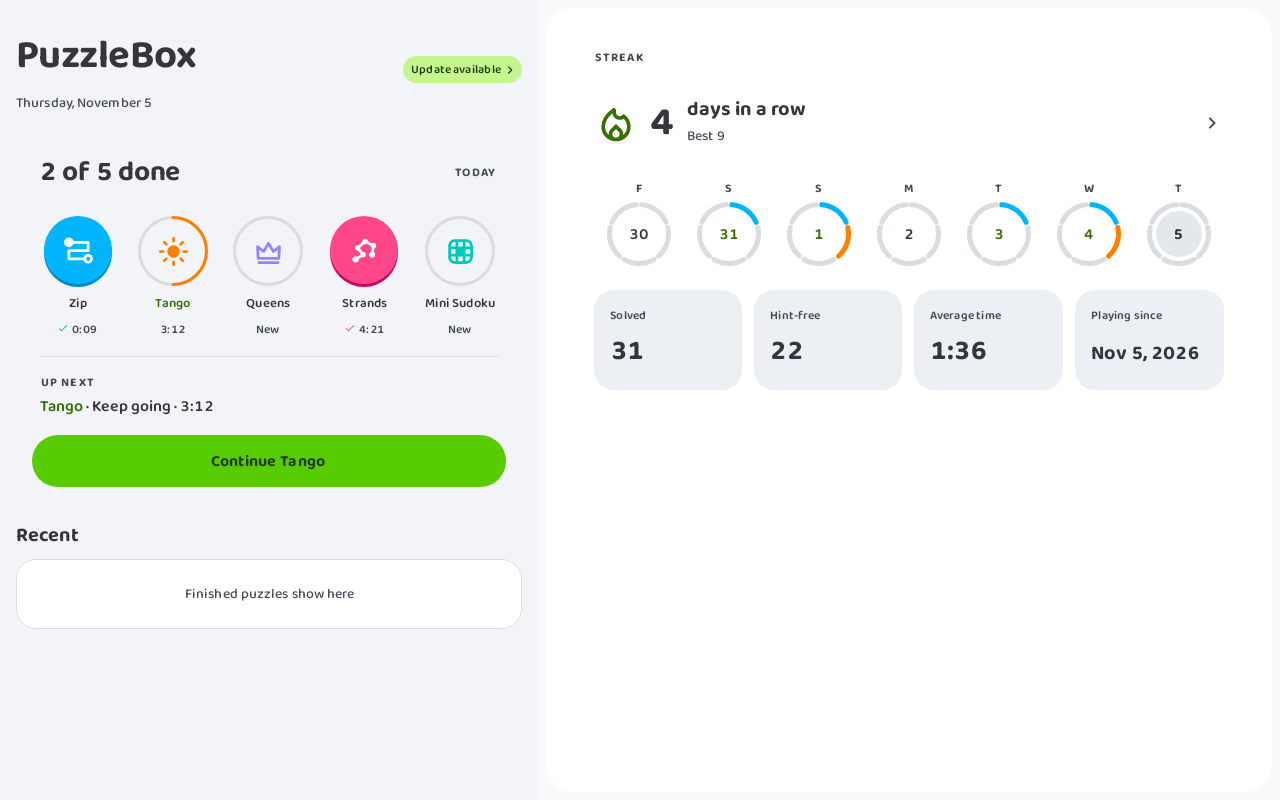 PuzzleBox
Update available
Thursday, November 5
2 of 5 done
TODAY
Zip
Tango
Queens
Strands
Mini Sudoku
0:09
3:12
New
4:21
New
UP NEXT
Tango · Keep going · 3:12
Continue Tango
Recent
Finished puzzles show here
STREAK
4 days in a row
Best 9
F S S M T W T
30 31 1 2 3 4 5
Solved
31
Hint-free
22
Average time
1:36
Playing since
Nov 5, 2026